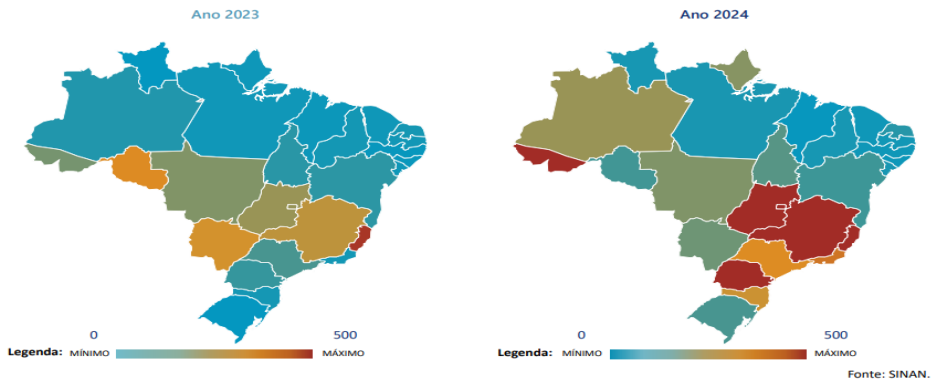 Ano 2023
Ano 2024
0
500
Legenda: MÍNIMO
MÁXIMO
0
500
Legenda: MÍNIMO
MÁXIMO
Fonte: SINAN.